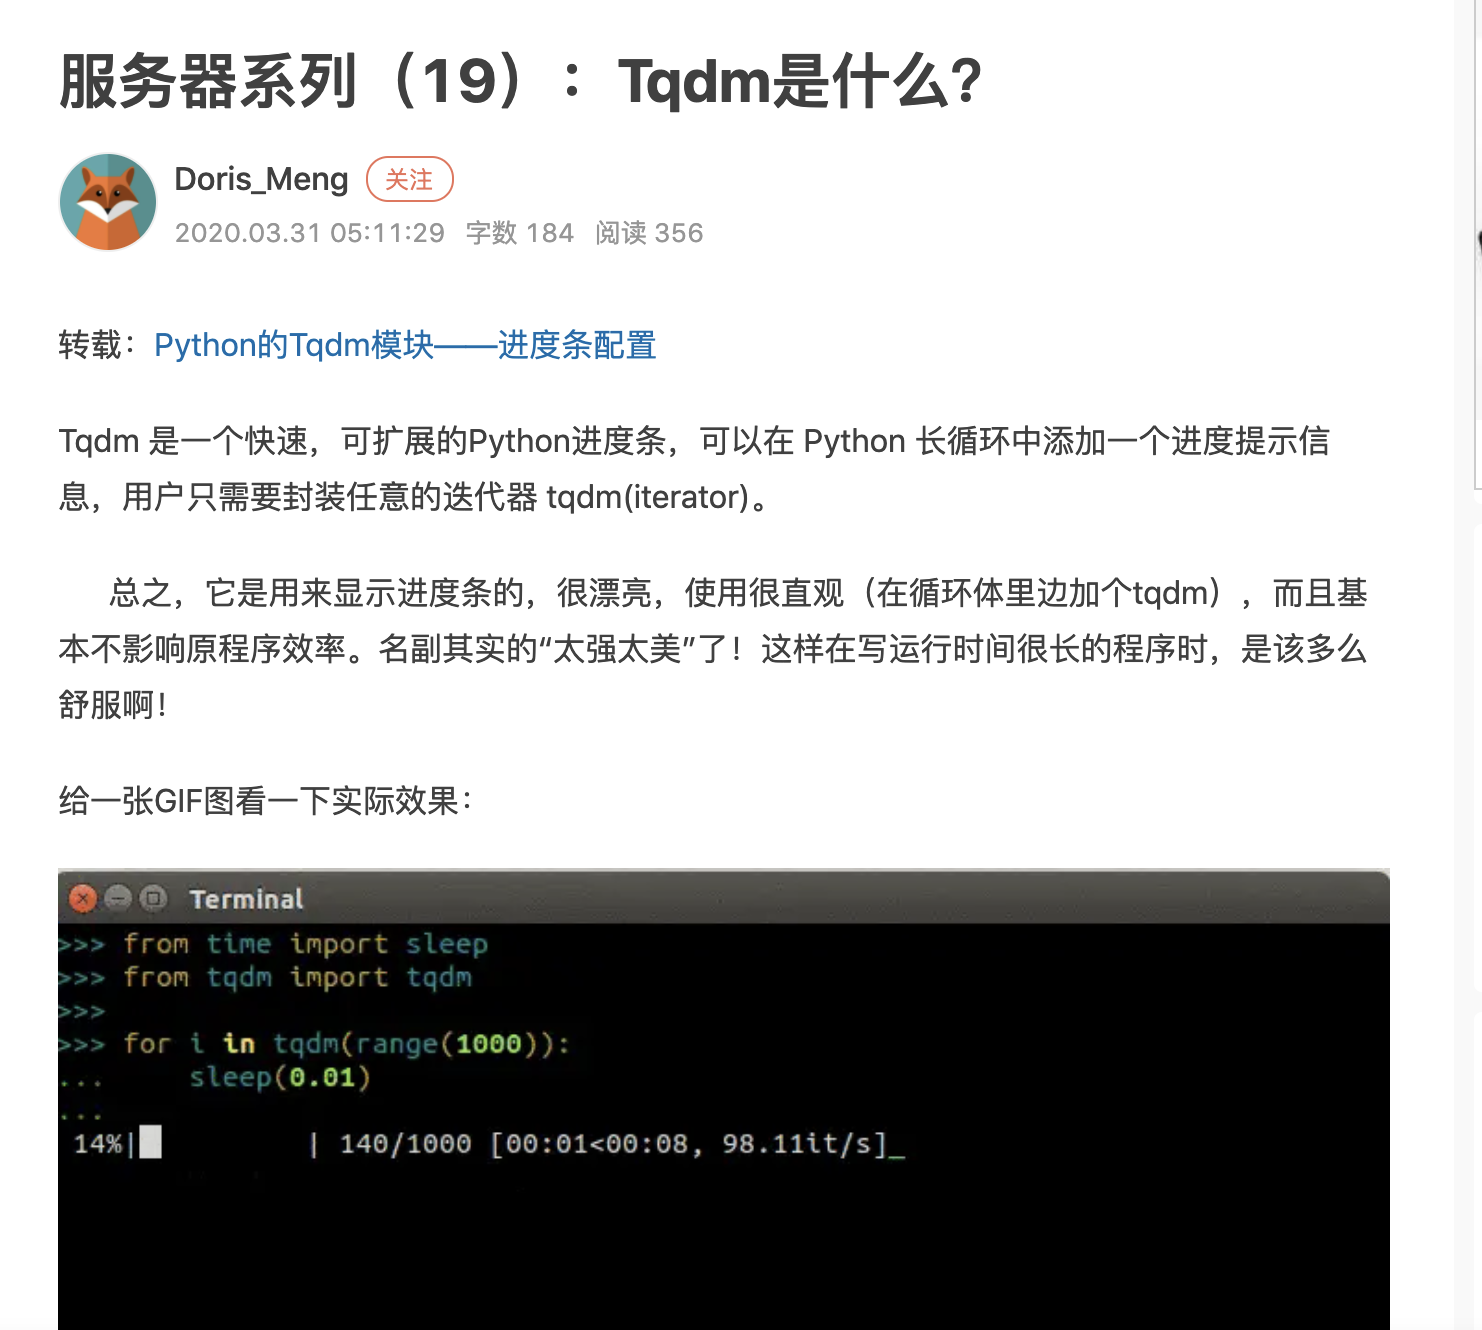 服务器系列（19）：Tqdm是什么？
Doris_Meng 关注
2020.03.31 05:11:29 字数 184 阅读 356
转载：Python的Tqdm模块——进度条配置
Tqdm 是一个快速，可扩展的Python进度条，可以在 Python 长循环中添加一个进度提示信
息，用户只需要封装任意的迭代器 tqdm(iterator)。
总之，它是用来显示进度条的，很漂亮，使用很直观（在循环体里边加个tqdm），而且基
本不影响原程序效率。名副其实的“太强太美”了！这样在写运行时间很长的程序时，是该多么
舒服啊！
给一张GIF图看一下实际效果：
Terminal
>>> from time import sleep
>>> from tqdm import tqdm
>>>
>>> for i in tqdm(range(1000)):
...     sleep(0.01)
...
14%|█         | 140/1000 [00:01<00:08, 98.11it/s]_